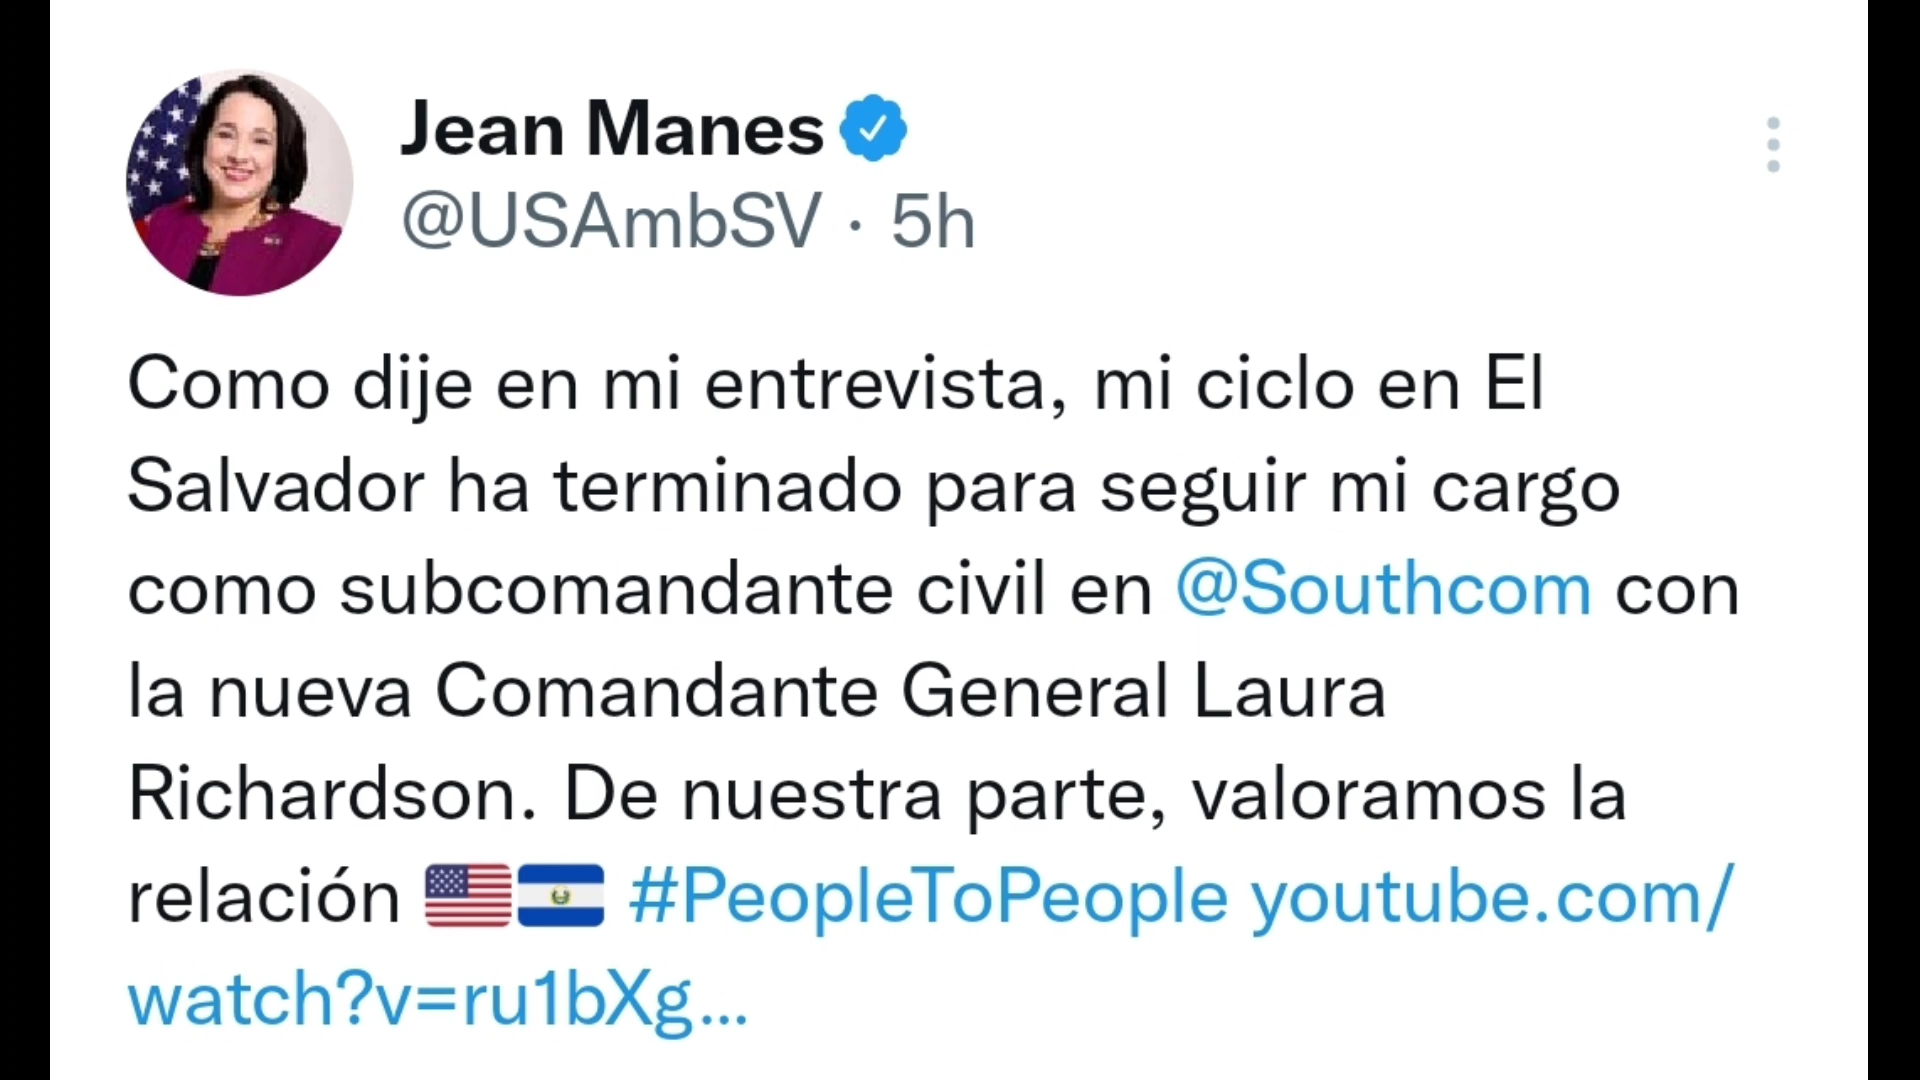 Jean Manes
@USAmbSV · 5h
Como dije en mi entrevista, mi ciclo en El
Salvador ha terminado para seguir mi cargo
como subcomandante civil en @Southcom con
la nueva Comandante General Laura
Richardson. De nuestra parte, valoramos la
relación 🇺🇸🇸🇻 #PeopleToPeople youtube.com/
watch?v=ru1bXg...